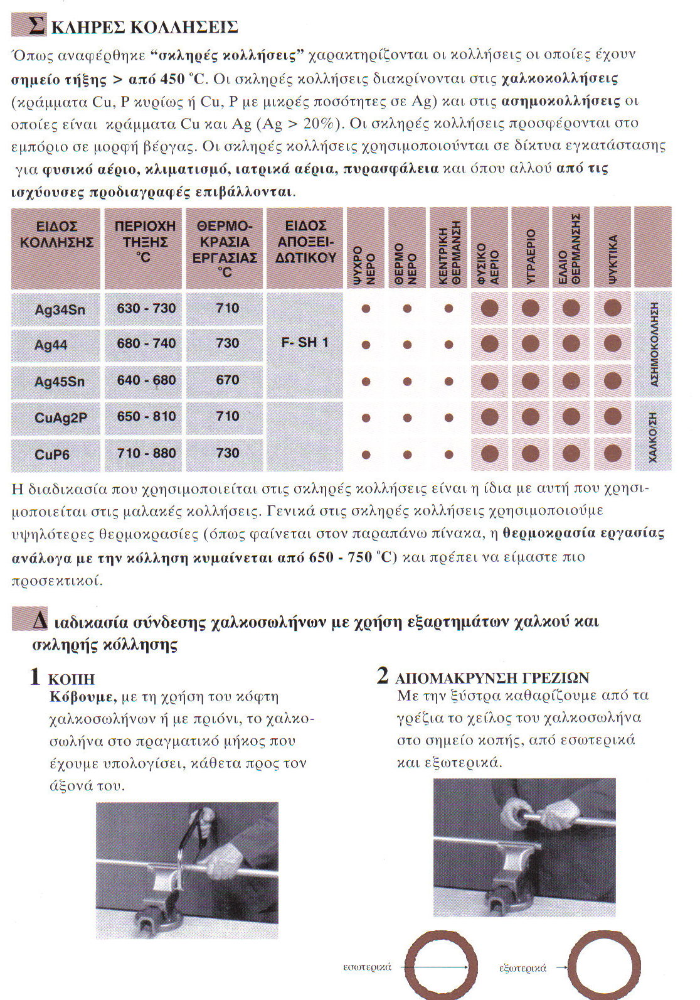 ΣΚΛΗΡΕΣ ΚΟΛΛΗΣΕΙΣ
Όπως αναφέρθηκε “σκληρές κολλήσεις” χαρακτηρίζονται οι κολλήσεις οι οποίες έχουν
σημείο τήξης > από 450 °C. Οι σκληρές κολλήσεις διακρίνονται στις χαλκοκολλήσεις
(κράμματα Cu, P κυρίως ή Cu, P με μικρές ποσότητες σε Ag) και στις ασημοκολλήσεις οι
οποίες είναι κράμματα Cu και Ag (Ag > 20%). Οι σκληρές κολλήσεις προσφέρονται στο
εμπόριο σε μορφή βέργας. Οι σκληρές κολλήσεις χρησιμοποιούνται σε δίκτυα εγκατάστασης
για φυσικό αέριο, κλιματισμό, ιατρικά αέρια, πυρασφάλεια και όπου αλλού από τις
ισχύουσες προδιαγραφές επιβάλλονται.
ΕΙΔΟΣ ΚΟΛΛΗΣΗΣ
ΠΕΡΙΟΧΗ ΤΗΞΗΣ °C
ΘΕΡΜΟ-ΚΡΑΣΙΑ ΕΡΓΑΣΙΑΣ °C
ΕΙΔΟΣ ΑΠΟΞΕΙ-ΔΩΤΙΚΟΥ
ΨΥΧΡΟ ΝΕΡΟ
ΘΕΡΜΟ ΝΕΡΟ
ΚΕΝΤΡΙΚΗ ΘΕΡΜΑΝΣΗ
ΦΥΣΙΚΟ ΑΕΡΙΟ
ΥΓΡΑΕΡΙΟ
ΕΛΑΙΟ ΘΕΡΜΑΝΣΗΣ
ΨΥΚΤΙΚΑ
Ag34Sn 630 - 730 710
Ag44 680 - 740 730 F- SH 1
Ag45Sn 640 - 680 670
ΑΣΗΜΟΚΟΛΛΗΣΗ
CuAg2P 650 - 810 710
CuP6 710 - 880 730
ΧΑΛΚΟ/ΣΗ
Η διαδικασία που χρησιμοποιείται στις σκληρές κολλήσεις είναι η ίδια με αυτή που χρησι-
μοποιείται στις μαλακές κολλήσεις. Γενικά στις σκληρές κολλήσεις χρησιμοποιούμε
υψηλότερες θερμοκρασίες (όπως φαίνεται στον παραπάνω πίνακα, η θερμοκρασία εργασίας
ανάλογα με την κόλληση κυμαίνεται από 650 - 750 °C) και πρέπει να είμαστε πιο
προσεκτικοί.
Διαδικασία σύνδεσης χαλκοσωλήνων με χρήση εξαρτημάτων χαλκού και
σκληρής κόλλησης
1 ΚΟΠΗ
Κόβουμε, με τη χρήση του κόφτη
χαλκοσωλήνων ή με πριόνι, το χαλκο-
σωλήνα στο πραγματικό μήκος που
έχουμε υπολογίσει, κάθετα προς τον
άξονά του.
2 ΑΠΟΜΑΚΡΥΝΣΗ ΓΡΕΖΙΩΝ
Με την ξύστρα καθαρίζουμε από τα
γρέζια το χείλος του χαλκοσωλήνα
στο σημείο κοπής, από εσωτερικά
και εξωτερικά.
εσωτερικά
εξωτερικά